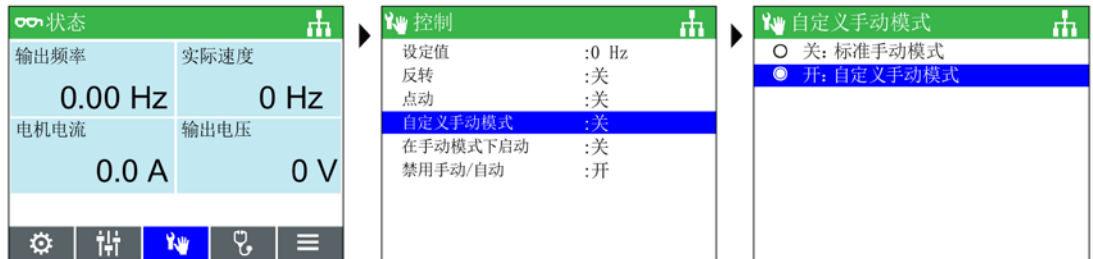 状态
输出频率 实际速度
0.00 Hz 0 Hz
电机电流 输出电压
0.0 A 0 V
控制
设定值 :0 Hz
反转 :关
点动 :关
自定义手动模式 :关
在手动模式下启动 :关
禁用手动/自动 :开
自定义手动模式
关: 标准手动模式
开: 自定义手动模式